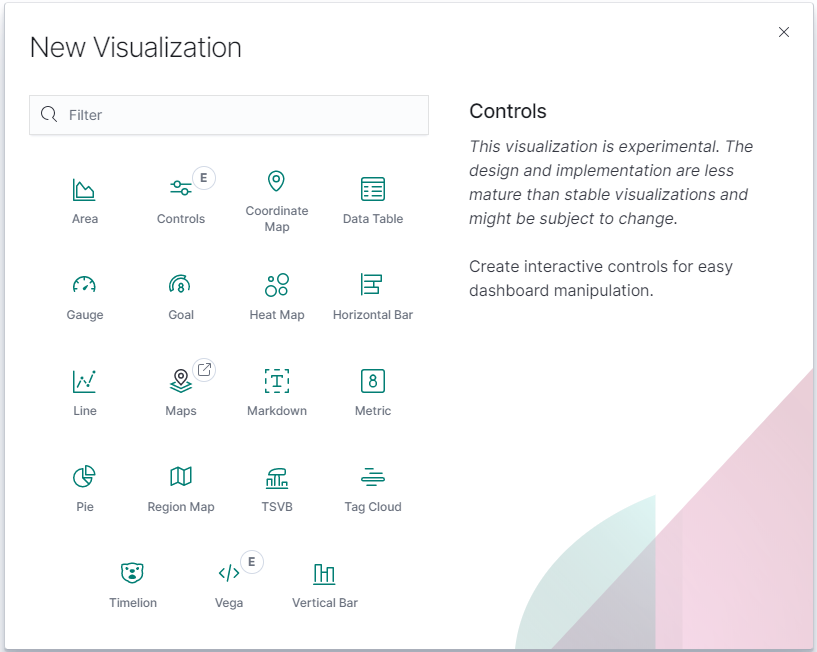 New Visualization
Filter
E
Area
Controls
Coordinate
Map
Data Table
Gauge
8
Goal
Heat Map
Horizontal Bar
Line
Maps
T
Markdown
8
Metric
Pie
Region Map
TSVB
Tag Cloud
Timelion
</>
E
Vega
Vertical Bar
Controls
This visualization is experimental. The
design and implementation are less
mature than stable visualizations and
might be subject to change.
Create interactive controls for easy
dashboard manipulation.